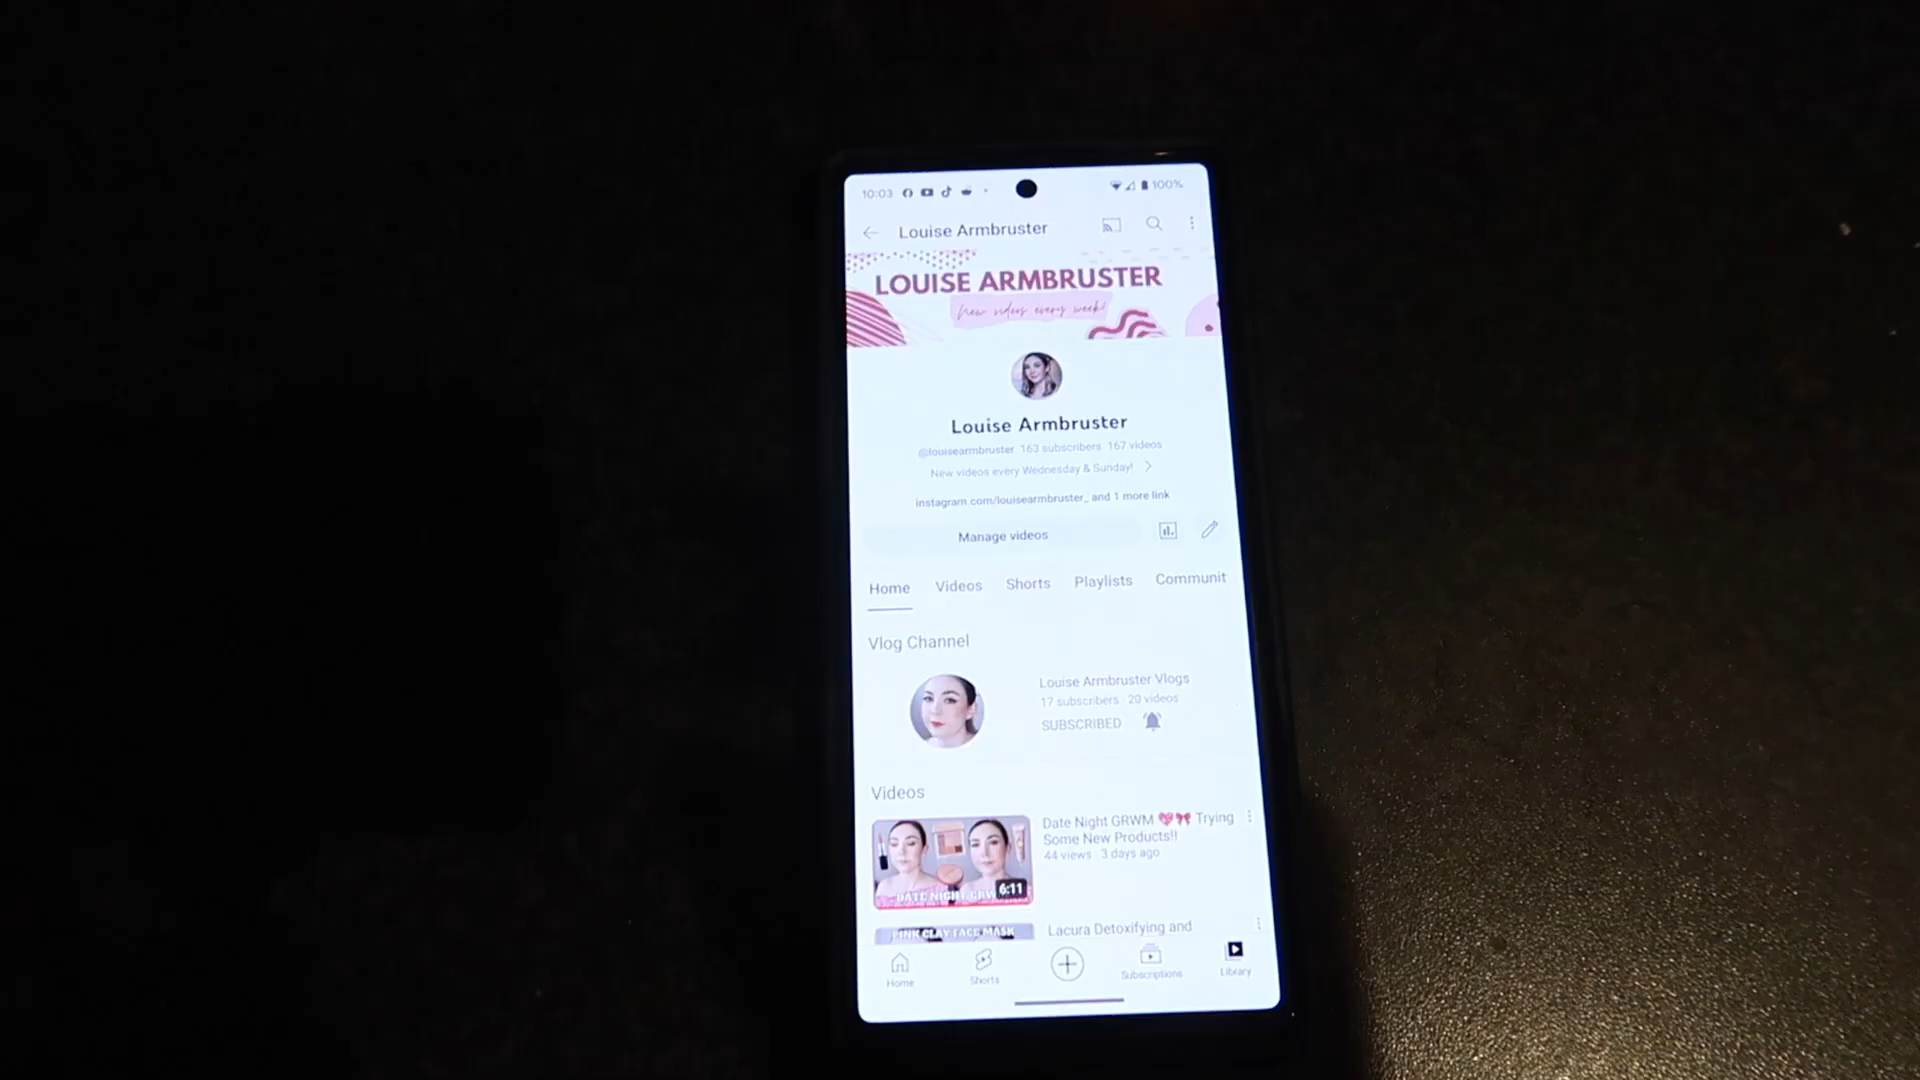 10:03
100%
Louise Armbruster
LOUISE ARMBRUSTER
New videos every week!
Louise Armbruster
@louisearmbruster 163 subscribers 167 videos
New videos every Wednesday & Sunday!
instagram.com/louisearmbruster_ and 1 more link
Manage videos
Home Videos Shorts Playlists Communit
Vlog Channel
Louise Armbruster Vlogs
17 subscribers · 20 videos
SUBSCRIBED
Videos
Date Night GRWM 💖🎀 Trying
Some New Products!!
44 views · 3 days ago
DATE NIGHT GRW
6:11
PINK CLAY FACE MASK
Lacura Detoxifying and
Home Shorts Subscriptions Library